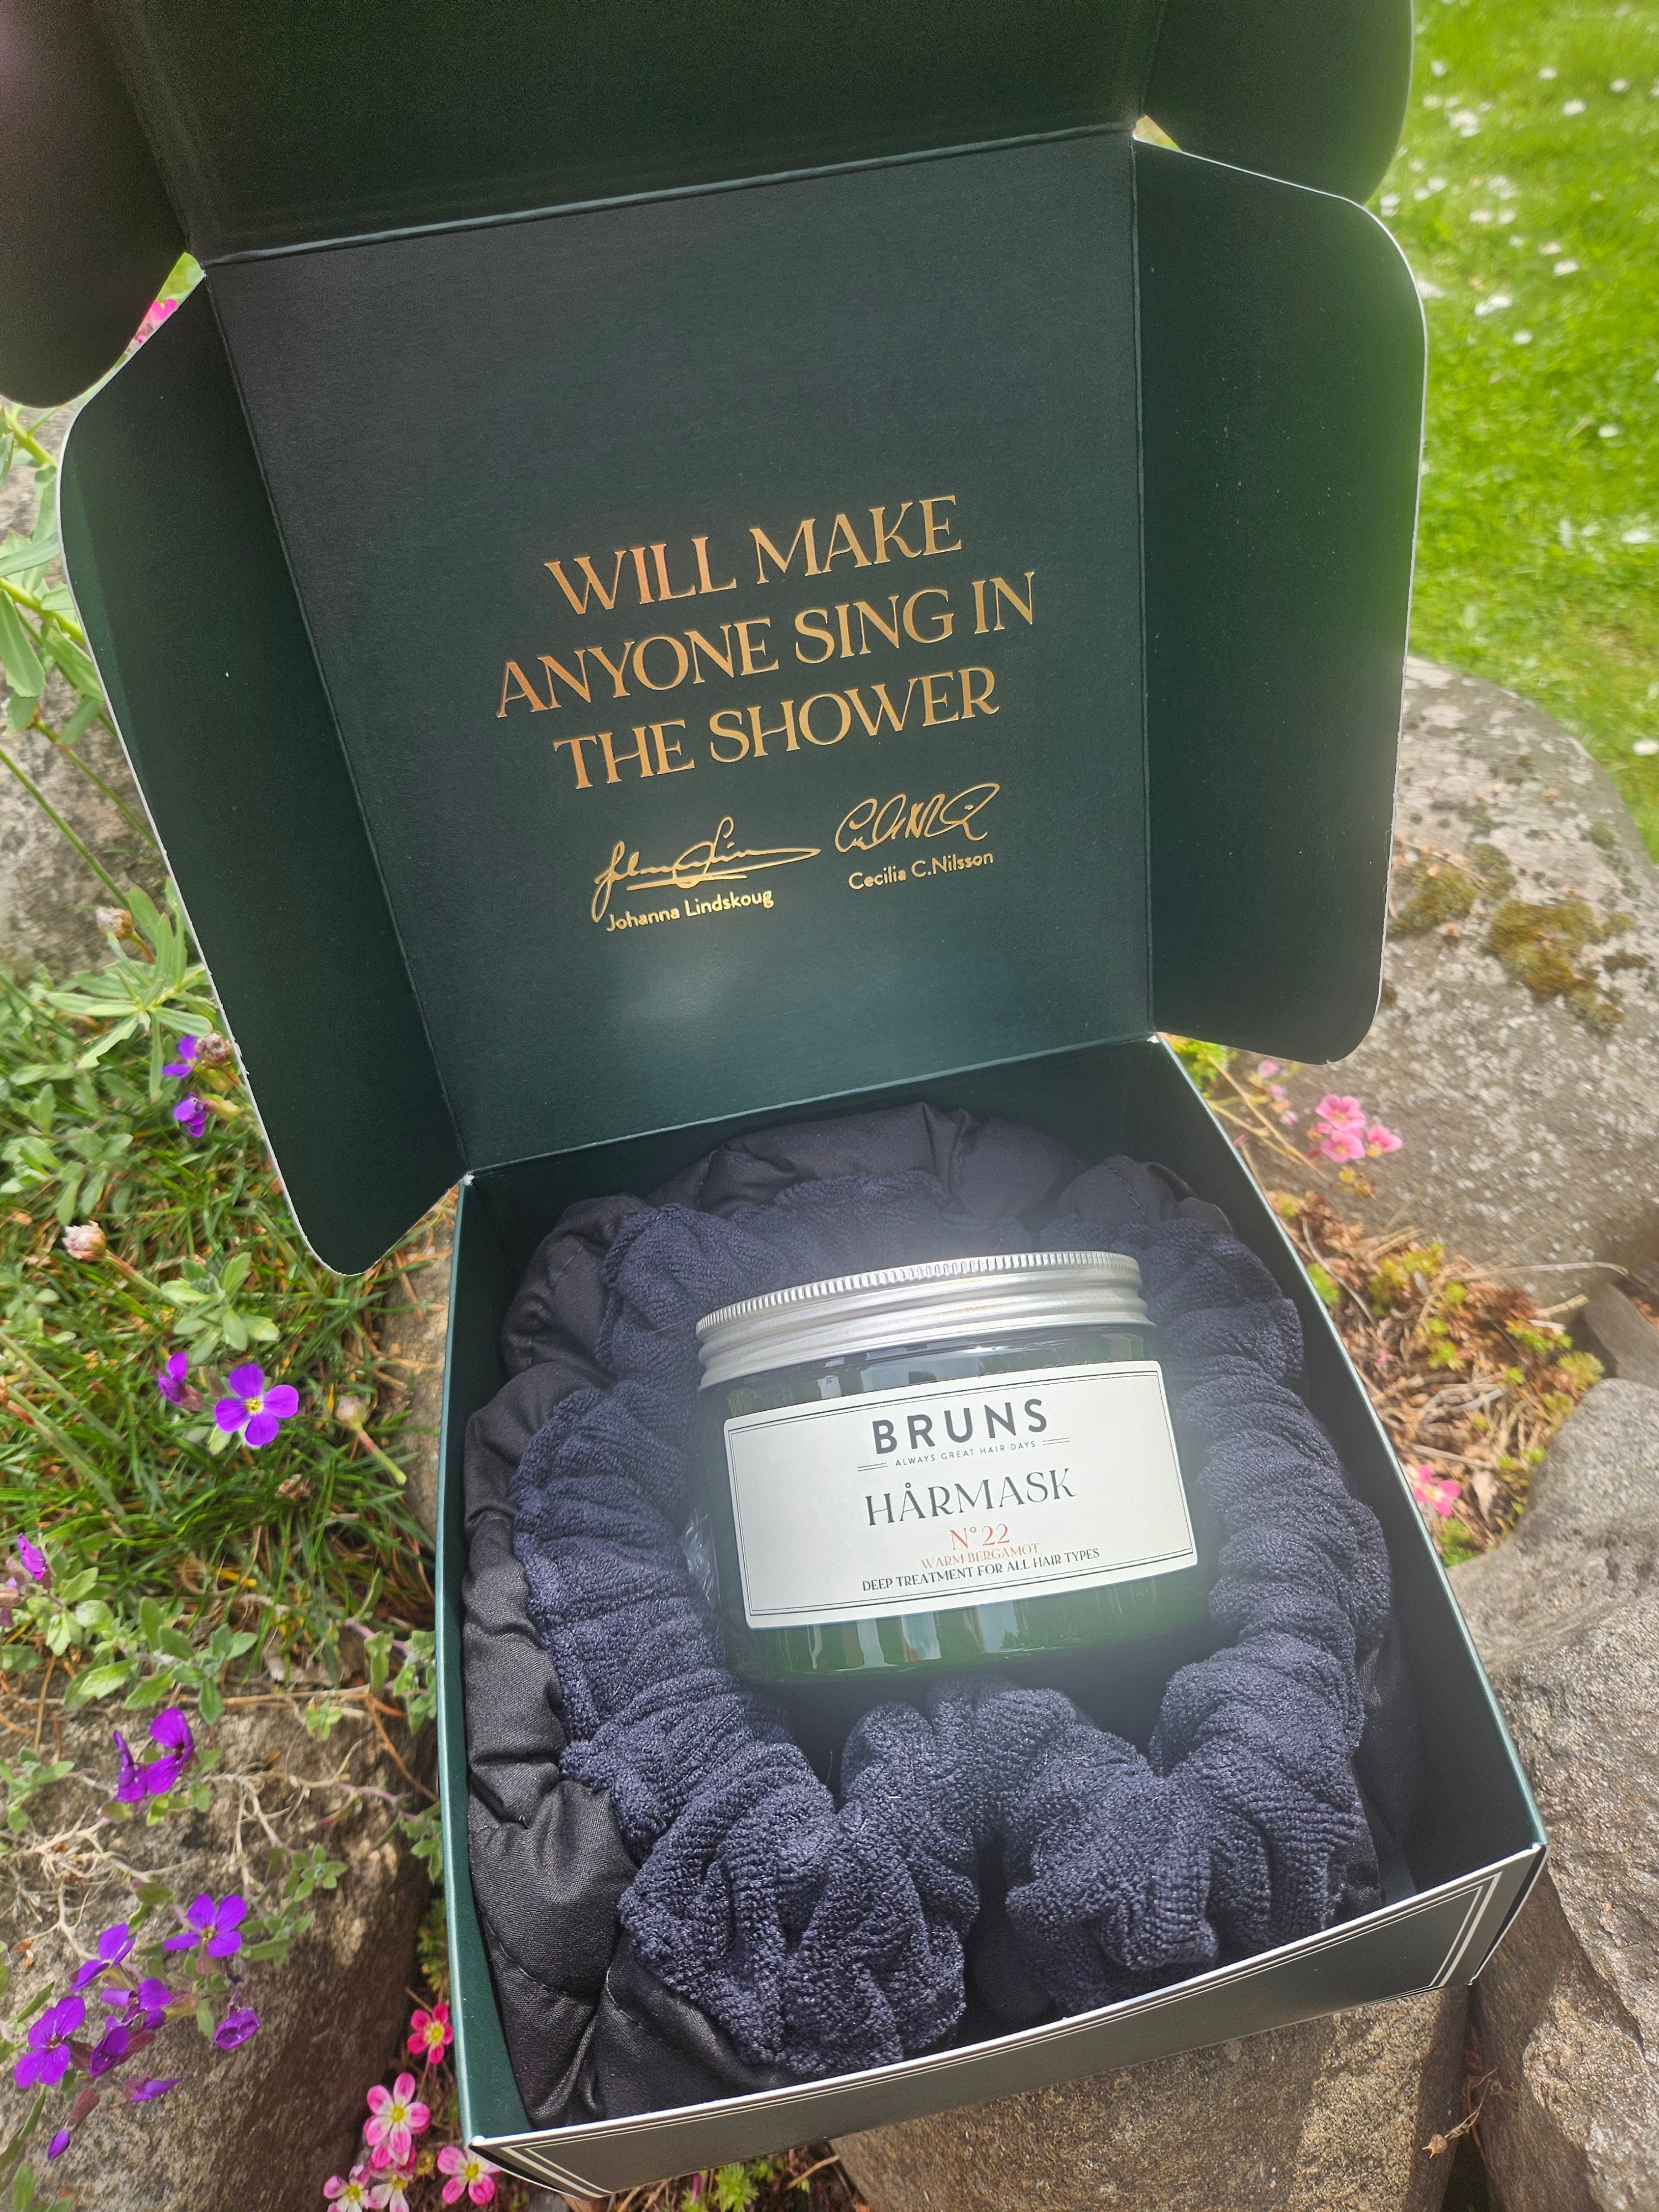 WILL MAKE
ANYONE SING IN
THE SHOWER
Johanna Lindskoug
Cecilia C.Nilsson
BRUNS
ALWAYS GREAT HAIR DAYS
HÅRMASK
N°22
WARM BERGAMOT
DEEP TREATMENT FOR ALL HAIR TYPES